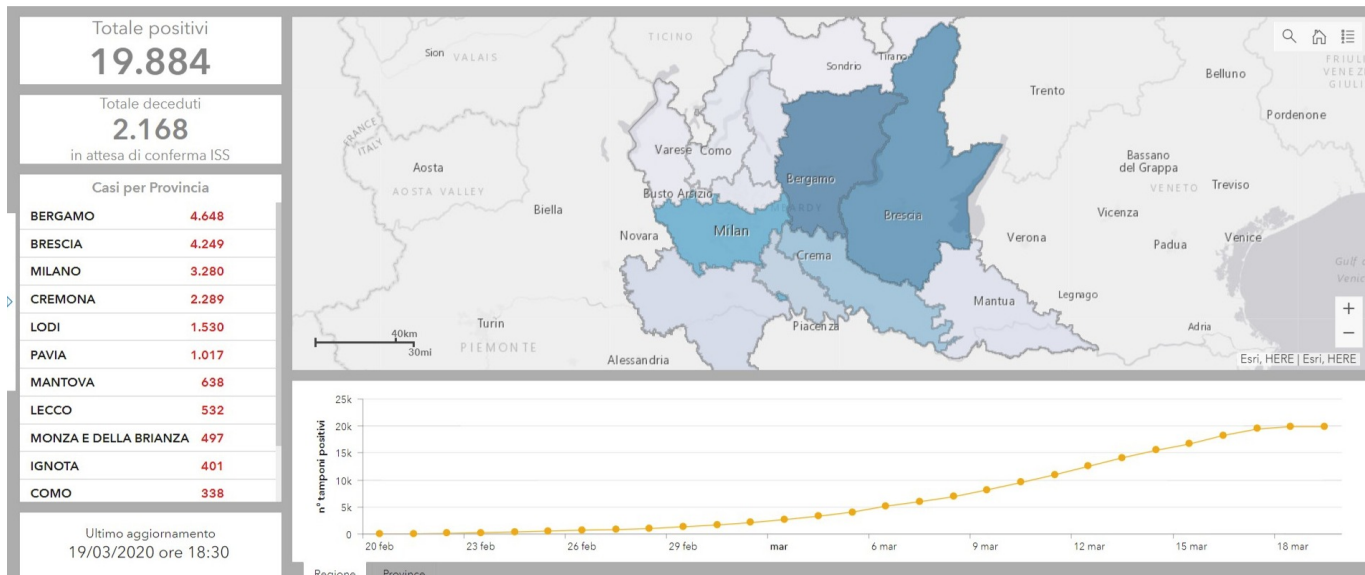 Totale positivi
19.884
Totale deceduti
2.168
in attesa di conferma ISS
Casi per Provincia
BERGAMO 4.648
BRESCIA 4.249
MILANO 3.280
CREMONA 2.289
LODI 1.530
PAVIA 1.017
MANTOVA 638
LECCO 532
MONZA E DELLA BRIANZA 497
IGNOTA 401
COMO 338
Ultimo aggiornamento
19/03/2020 ore 18:30
TICINO
Sion VALAIS
Sondrio
Tirano
Belluno
FRIULI
VENEZ
GIULI
Trento
Pordenone
FRANCE
ITALY
Varese Como
Aosta
Bassano
del Grappa
AOSTA VALLEY
Bergamo
VENETO Treviso
Busto Arsizio
Biella
Brescia
Vicenza
Milan
Novara
Verona
Padua
Venice
Crema
Gulf
Venic
Mantua
Legnago
Turin
Piacenza
Adria
PIEMONTE
Alessandria
40km
30mi
+
−
Esri, HERE | Esri, HERE
n° tamponi positivi
25k
20k
15k
10k
5k
0
20 feb 23 feb 26 feb 29 feb mar 6 mar 9 mar 12 mar 15 mar 18 mar
Regione Province